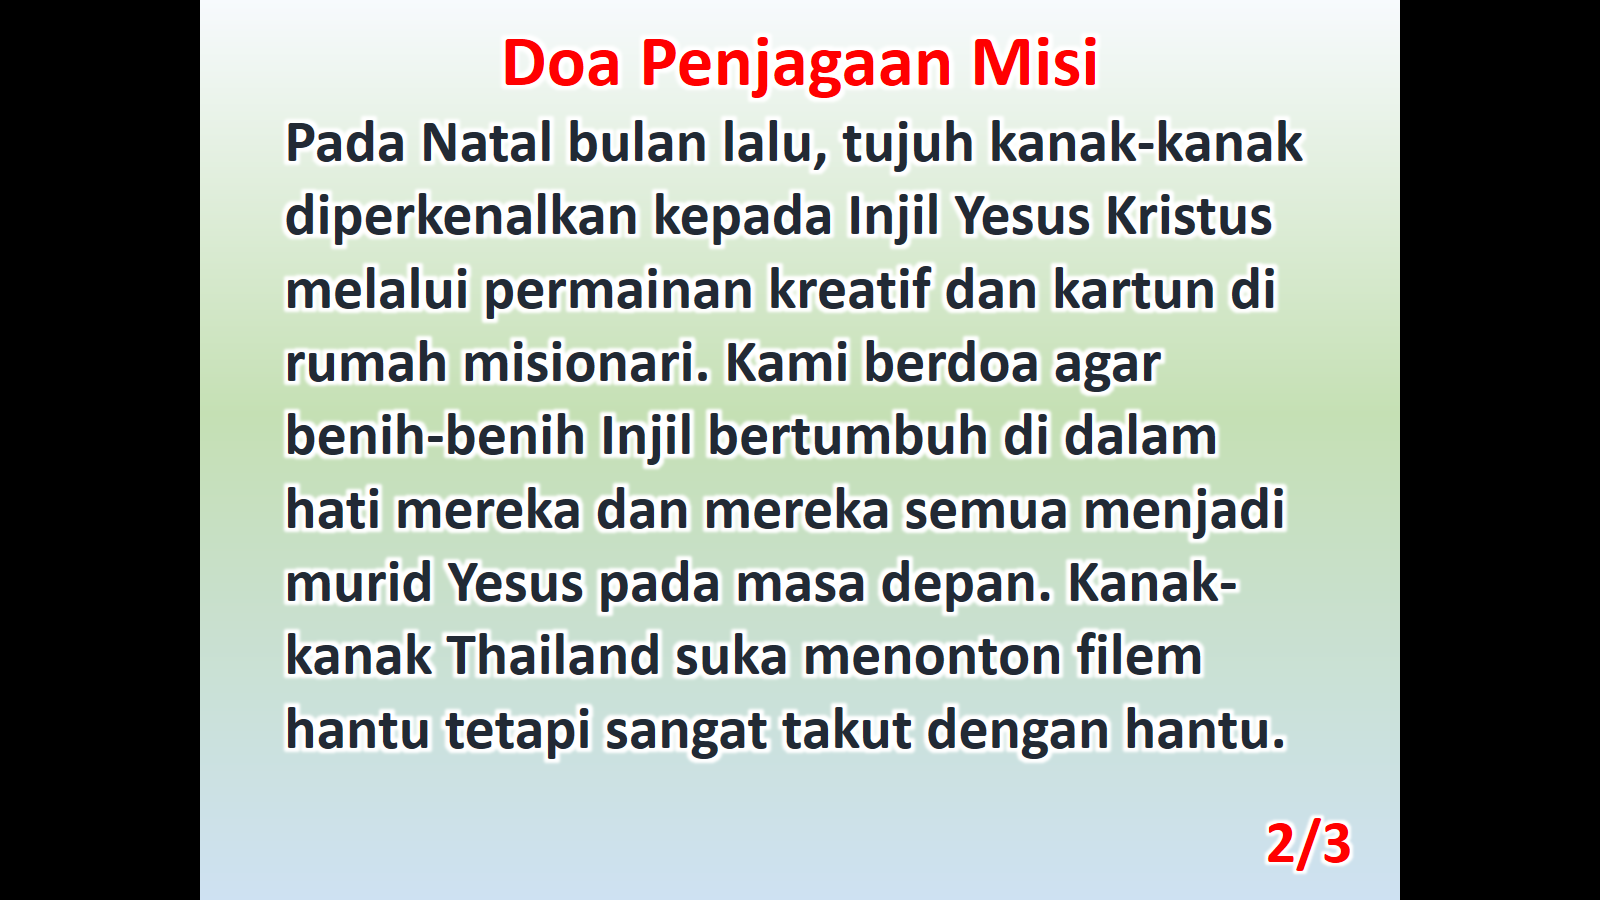 Doa Penjagaan Misi
Pada Natal bulan lalu, tujuh kanak-kanak
diperkenalkan kepada Injil Yesus Kristus
melalui permainan kreatif dan kartun di
rumah misionari. Kami berdoa agar
benih-benih Injil bertumbuh di dalam
hati mereka dan mereka semua menjadi
murid Yesus pada masa depan. Kanak-
kanak Thailand suka menonton filem
hantu tetapi sangat takut dengan hantu.
2/3